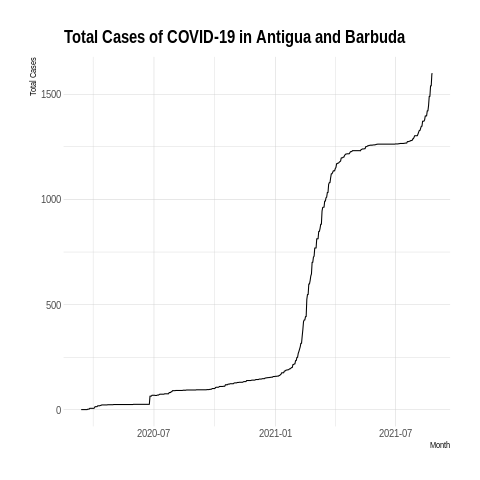 Total Cases of COVID-19 in Antigua and Barbuda
Total Cases
1500
1000
500
0
2020-07 2021-01 2021-07
Month